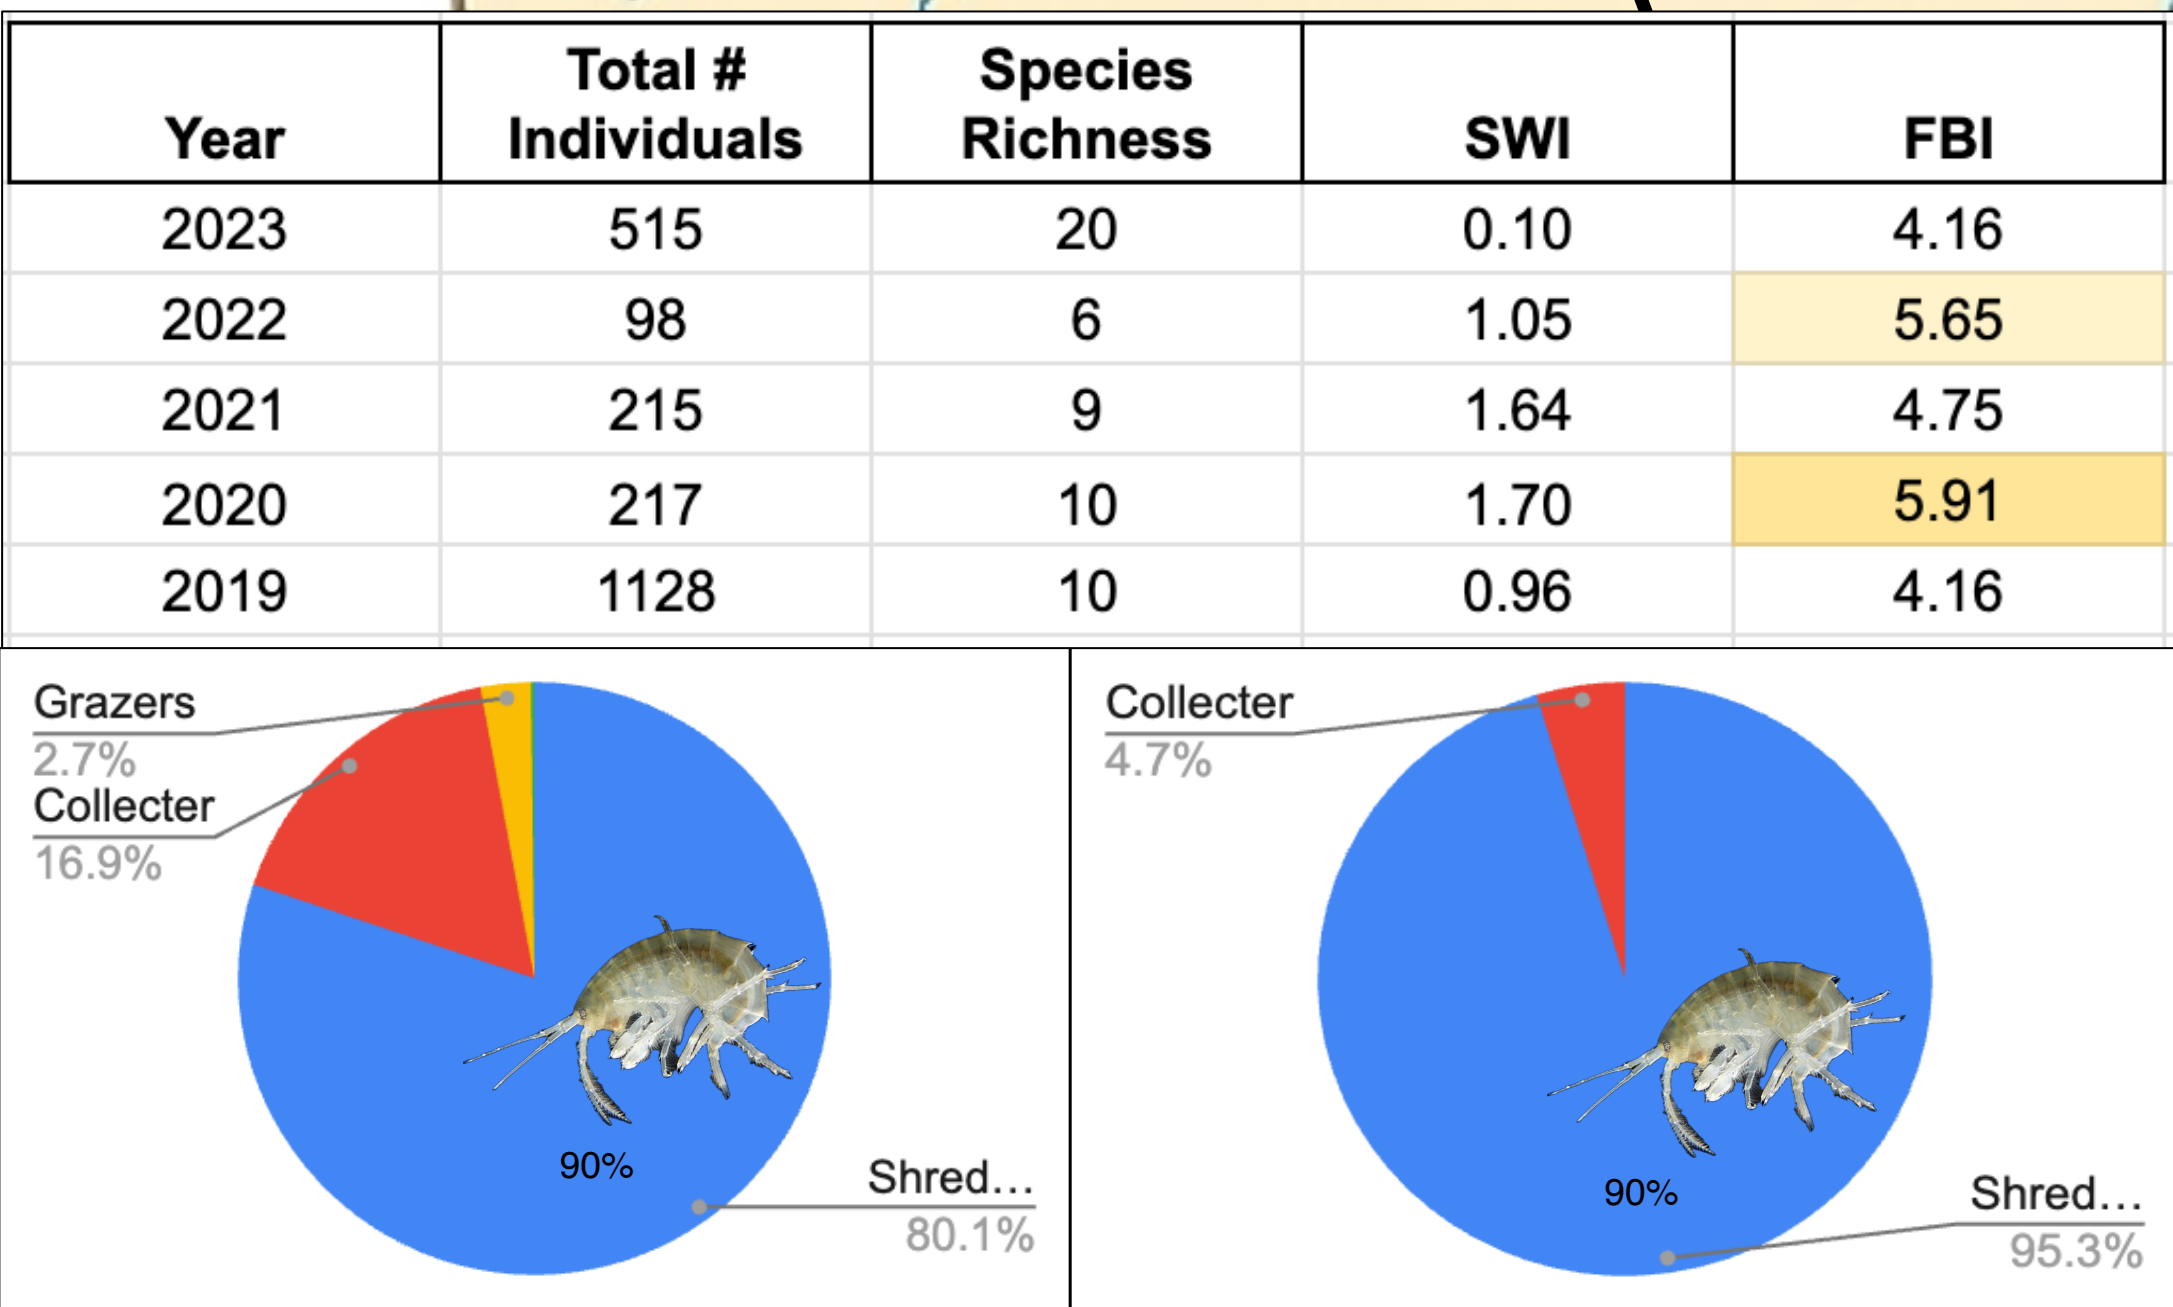 Year Total # Individuals Species Richness SWI FBI
2023 515 20 0.10 4.16
2022 98 6 1.05 5.65
2021 215 9 1.64 4.75
2020 217 10 1.70 5.91
2019 1128 10 0.96 4.16
Grazers
2.7%
Collecter
16.9%
90%
Shred...
80.1%
Collecter
4.7%
90%
Shred...
95.3%